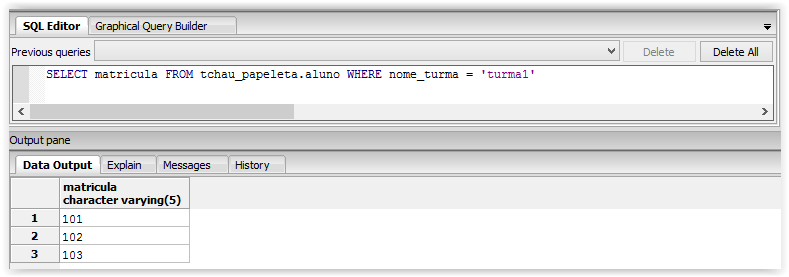 SQL Editor Graphical Query Builder
Previous queries Delete Delete All
SELECT matricula FROM tchau_papeleta.aluno WHERE nome_turma = 'turma1'
Output pane
Data Output Explain Messages History
matricula
character varying(5)
1 101
2 102
3 103